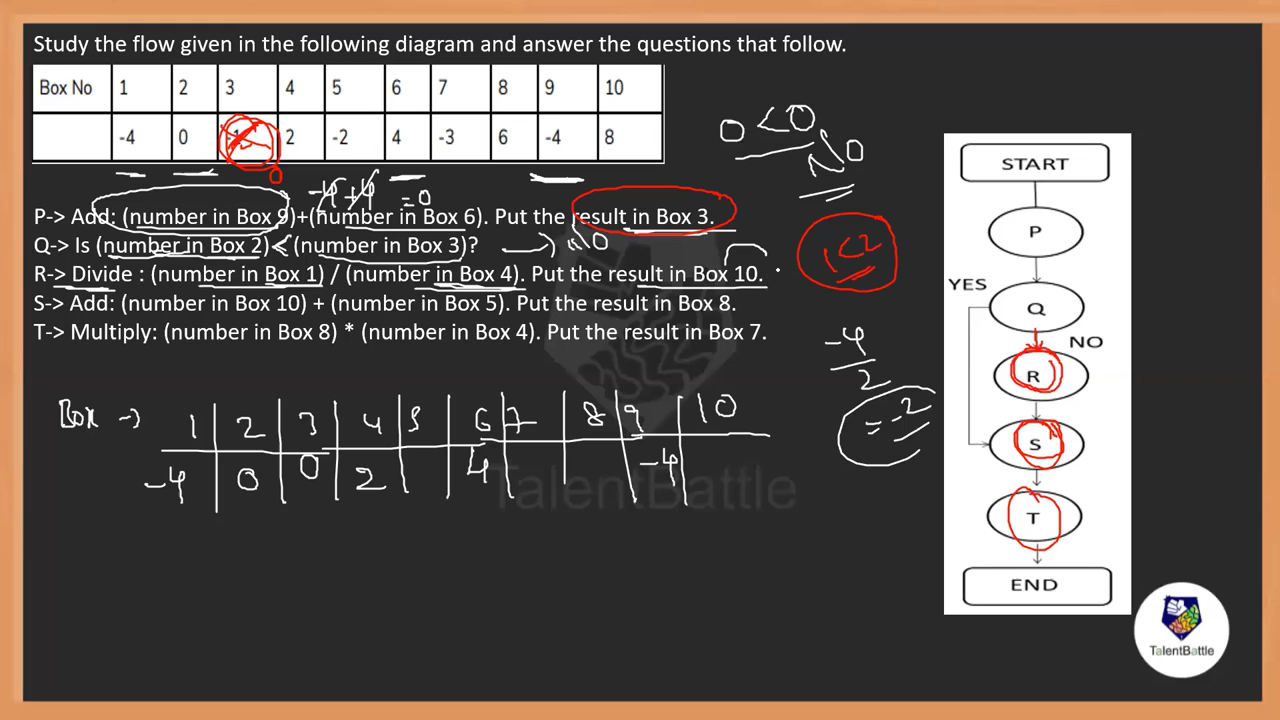 Study the flow given in the following diagram and answer the questions that follow.
Box No 1 2 3 4 5 6 7 8 9 10
-4 0 2 -2 4 -3 6 -4 8
0
0 < 0
NO
-4 + 4 = 0
P-> Add: (number in Box 9)+(number in Box 6). Put the result in Box 3.
Q-> Is (number in Box 2)< (number in Box 3)? NO
1<2
R-> Divide : (number in Box 1) / (number in Box 4). Put the result in Box 10.
S-> Add: (number in Box 10) + (number in Box 5). Put the result in Box 8.
T-> Multiply: (number in Box 8) * (number in Box 4). Put the result in Box 7.
-4
2
= -2
Box -> 1 2 3 4 5 6 7 8 9 10
-4 0 0 2 4 -4
START
P
YES
Q
NO
R
S
T
END
TalentBattle
TalentBattle